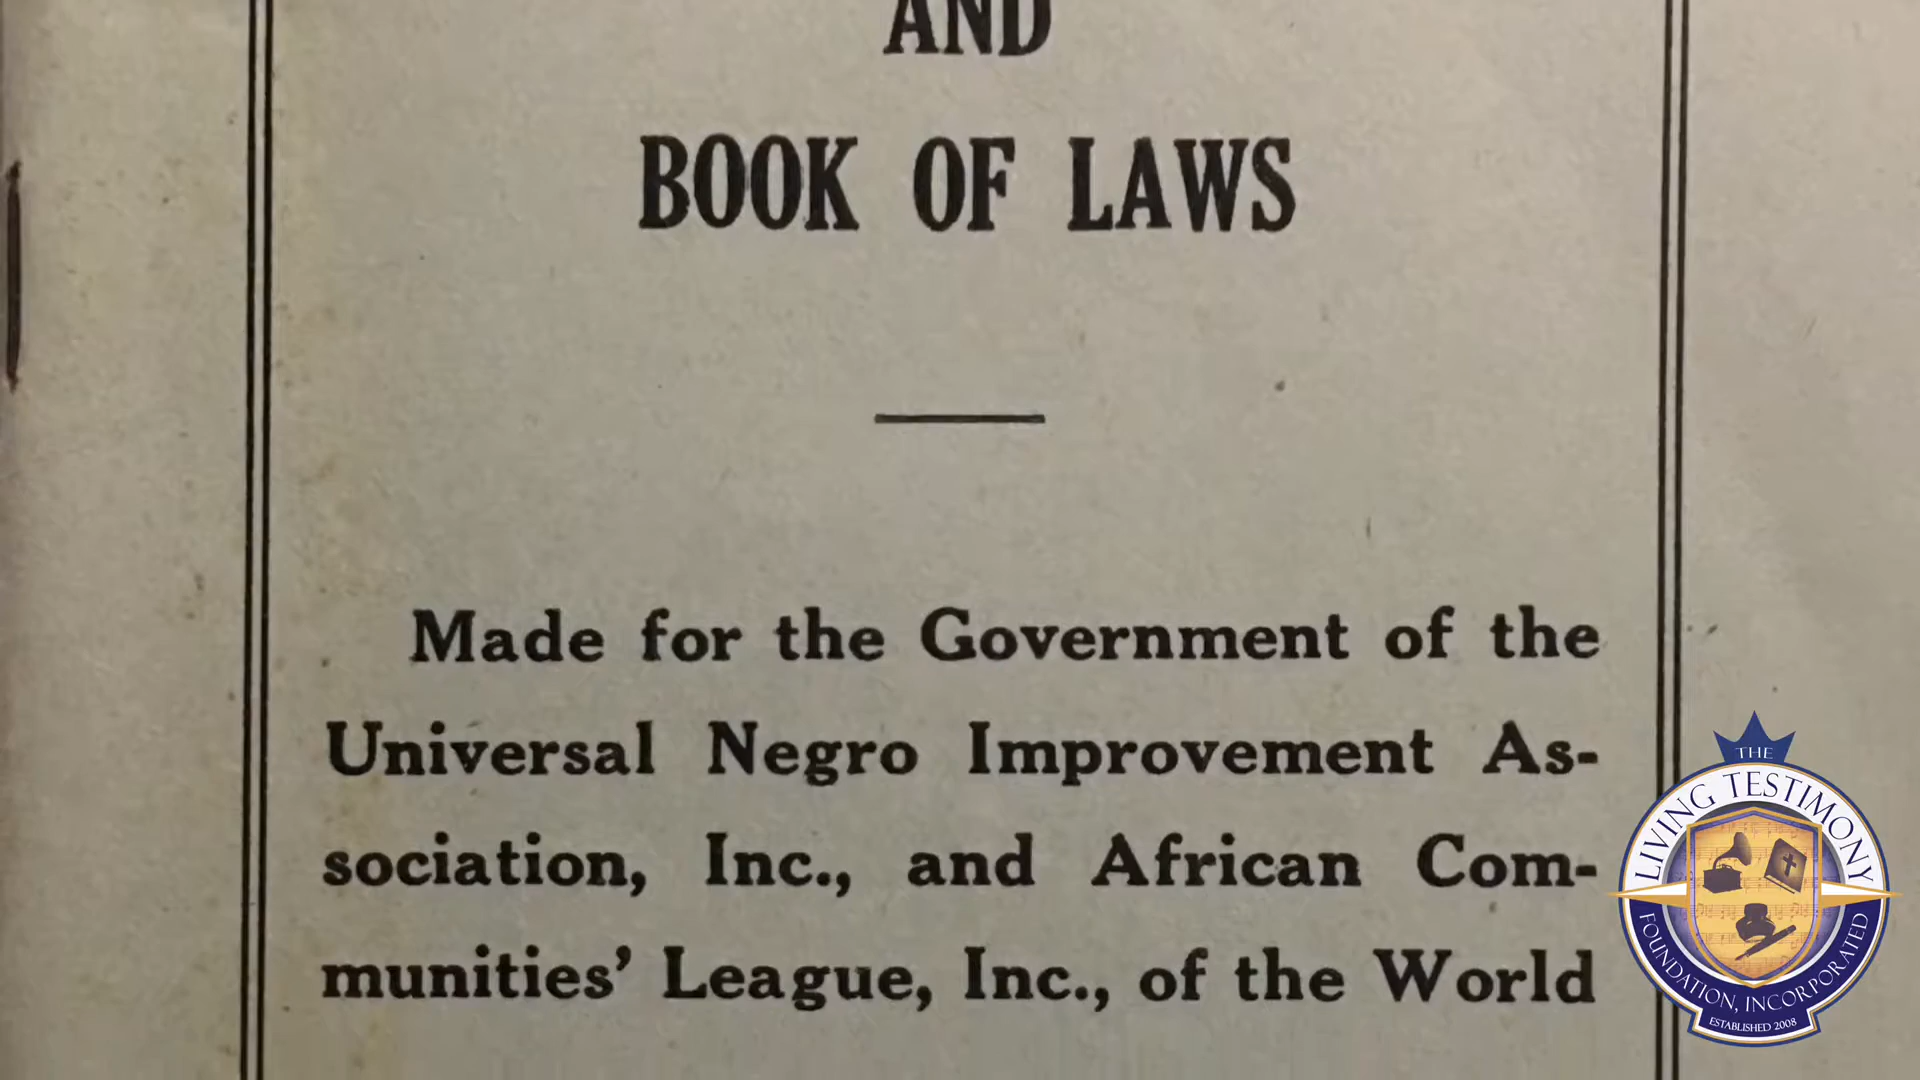 AND
BOOK OF LAWS
Made for the Government of the
Universal Negro Improvement As-
sociation, Inc., and African Com-
munities' League, Inc., of the World
THE
LIVING TESTIMONY
FOUNDATION, INCORPORATED
ESTABLISHED 2008